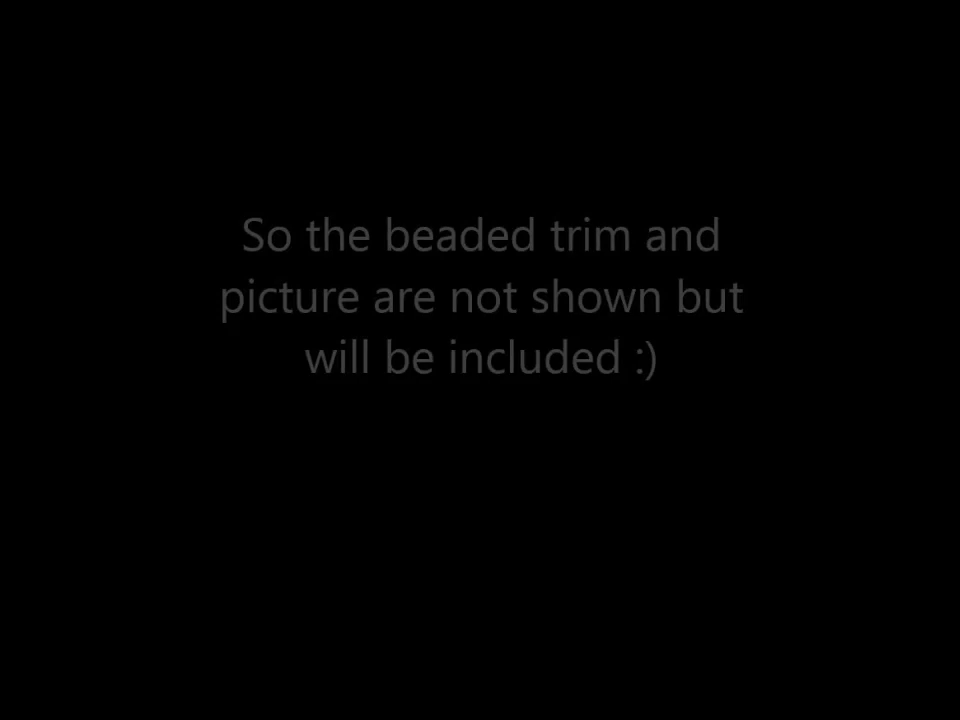 So the beaded trim and
picture are not shown but
will be included :)